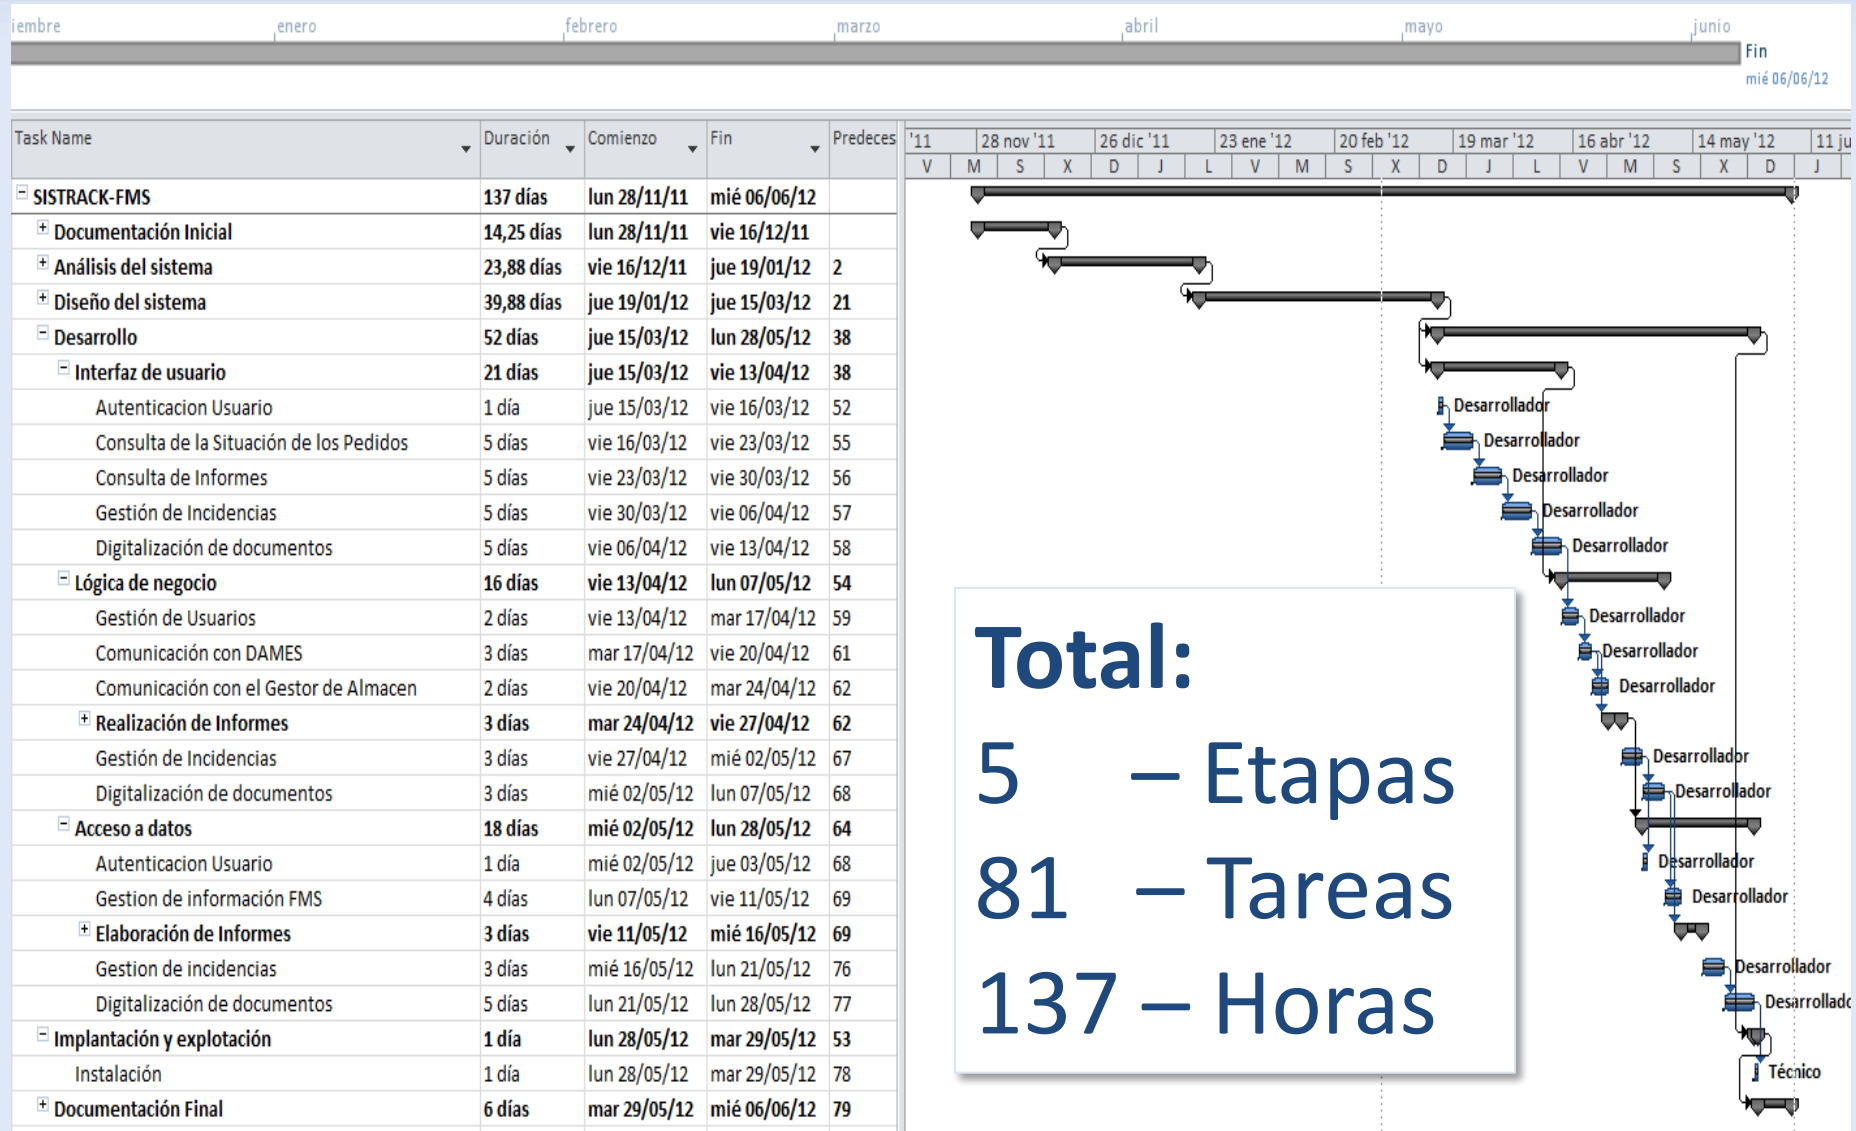 iembre enero febrero marzo abril mayo junio
Fin
mié 06/06/12
Task Name Duración Comienzo Fin Predeces '11 28 nov '11 26 dic '11 23 ene '12 20 feb '12 19 mar '12 16 abr '12 14 may '12 11 ju
V M S X D J L V M S X D J L V M S X D J
SISTRACK-FMS 137 días lun 28/11/11 mié 06/06/12
Documentación Inicial 14,25 días lun 28/11/11 vie 16/12/11
Análisis del sistema 23,88 días vie 16/12/11 jue 19/01/12 2
Diseño del sistema 39,88 días jue 19/01/12 jue 15/03/12 21
Desarrollo 52 días jue 15/03/12 lun 28/05/12 38
Interfaz de usuario 21 días jue 15/03/12 vie 13/04/12 38
Autenticacion Usuario 1 día jue 15/03/12 vie 16/03/12 52 Desarrollador
Consulta de la Situación de los Pedidos 5 días vie 16/03/12 vie 23/03/12 55 Desarrollador
Consulta de Informes 5 días vie 23/03/12 vie 30/03/12 56 Desarrollador
Gestión de Incidencias 5 días vie 30/03/12 vie 06/04/12 57 Desarrollador
Digitalización de documentos 5 días vie 06/04/12 vie 13/04/12 58 Desarrollador
Lógica de negocio 16 días vie 13/04/12 lun 07/05/12 54
Gestión de Usuarios 2 días vie 13/04/12 mar 17/04/12 59 Desarrollador
Comunicación con DAMES 3 días mar 17/04/12 vie 20/04/12 61 Desarrollador
Comunicación con el Gestor de Almacen 2 días vie 20/04/12 mar 24/04/12 62 Desarrollador
Realización de Informes 3 días mar 24/04/12 vie 27/04/12 62
Gestión de Incidencias 3 días vie 27/04/12 mié 02/05/12 67 Desarrollador
Digitalización de documentos 3 días mié 02/05/12 lun 07/05/12 68 Desarrollador
Acceso a datos 18 días mié 02/05/12 lun 28/05/12 64
Autenticacion Usuario 1 día mié 02/05/12 jue 03/05/12 68 Desarrollador
Gestion de información FMS 4 días lun 07/05/12 vie 11/05/12 69 Desarrollador
Elaboración de Informes 3 días vie 11/05/12 mié 16/05/12 69
Gestion de incidencias 3 días mié 16/05/12 lun 21/05/12 76 Desarrollador
Digitalización de documentos 5 días lun 21/05/12 lun 28/05/12 77 Desarrollado
Implantación y explotación 1 día lun 28/05/12 mar 29/05/12 53
Instalación 1 día lun 28/05/12 mar 29/05/12 78 Técnico
Documentación Final 6 días mar 29/05/12 mié 06/06/12 79
Total:
5 – Etapas
81 – Tareas
137 – Horas